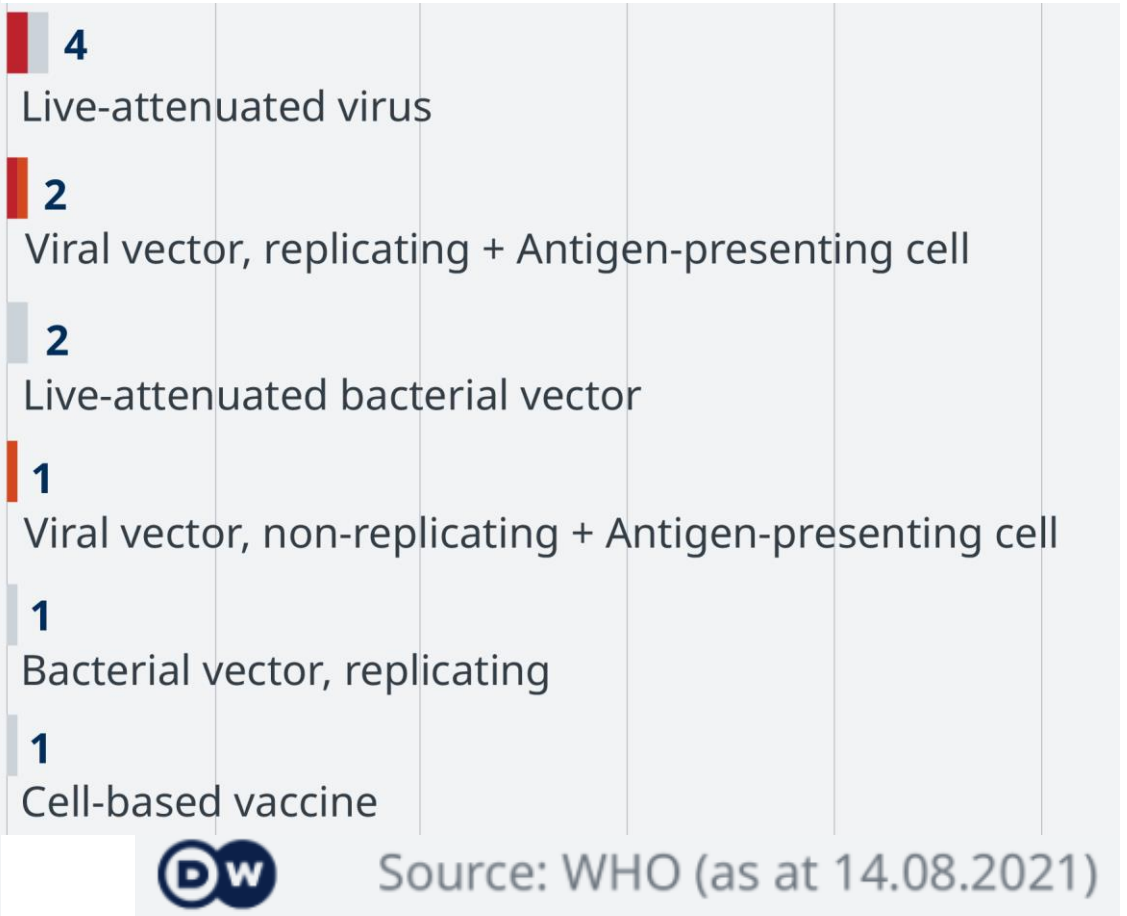 4
Live-attenuated virus
2
Viral vector, replicating + Antigen-presenting cell
2
Live-attenuated bacterial vector
1
Viral vector, non-replicating + Antigen-presenting cell
1
Bacterial vector, replicating
1
Cell-based vaccine
DW Source: WHO (as at 14.08.2021)